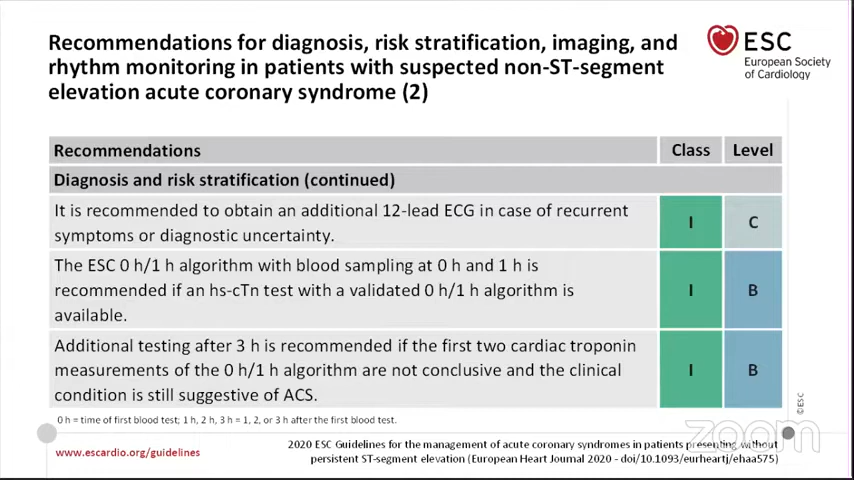 Recommendations for diagnosis, risk stratification, imaging, and
rhythm monitoring in patients with suspected non-ST-segment
elevation acute coronary syndrome (2)
ESC
European Society
of Cardiology
Recommendations Class Level
Diagnosis and risk stratification (continued)
It is recommended to obtain an additional 12-lead ECG in case of recurrent
symptoms or diagnostic uncertainty.
I C
The ESC 0 h/1 h algorithm with blood sampling at 0 h and 1 h is
recommended if an hs-cTn test with a validated 0 h/1 h algorithm is
available.
I B
Additional testing after 3 h is recommended if the first two cardiac troponin
measurements of the 0 h/1 h algorithm are not conclusive and the clinical
condition is still suggestive of ACS.
I B
©ESC
0 h = time of first blood test; 1 h, 2 h, 3 h = 1, 2, or 3 h after the first blood test.
www.escardio.org/guidelines
2020 ESC Guidelines for the management of acute coronary syndromes in patients presenting without
persistent ST-segment elevation (European Heart Journal 2020 - doi/10.1093/eurheartj/ehaa575)
zoom